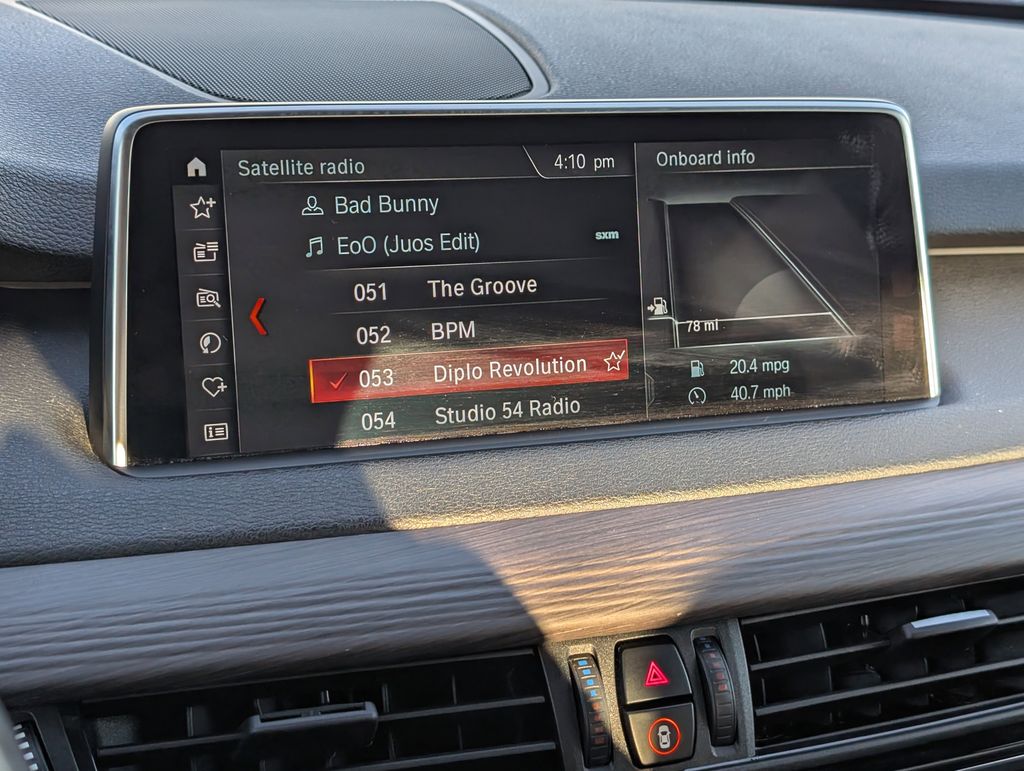 Satellite radio
4:10 pm
Bad Bunny
EoO (Juos Edit)
sxm
051 The Groove
052 BPM
053 Diplo Revolution
054 Studio 54 Radio
Onboard info
78 mi
20.4 mpg
40.7 mph